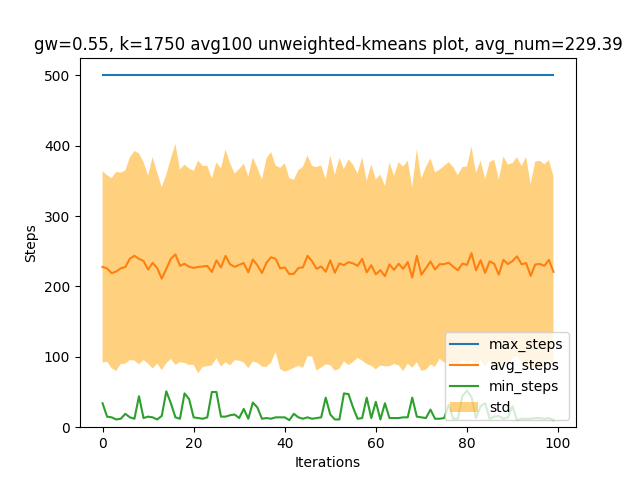 gw=0.55, k=1750 avg100 unweighted-kmeans plot, avg_num=229.39
500
400
300
200
100
0
Steps
max_steps
avg_steps
min_steps
std
0 20 40 60 80 100
Iterations